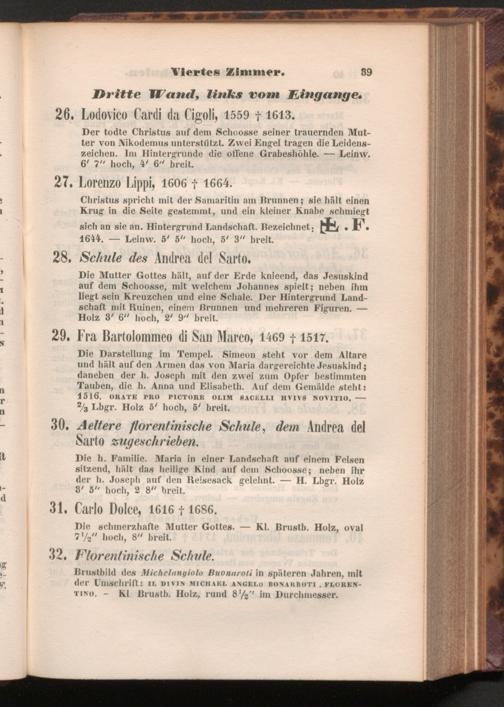 Viertes Zimmer. 39
Dritte Wand, links vom Eingange.
26. Lodovico Cardi da Cigoli, 1559 † 1613.
Der todte Christus auf dem Schoosse seiner trauernden Mut-
ter von Nikodemus unterstützt. Zwei Engel tragen die Leidens-
zeichen. Im Hintergrunde die offene Grabeshöhle. — Leinw.
6′ 7″ hoch, 4′ 6″ breit.
27. Lorenzo Lippi, 1606 † 1664.
Christus spricht mit der Samaritin am Brunnen; sie hält einen
Krug in die Seite gestemmt, und ein kleiner Knabe schmiegt
sich an sie an. Hintergrund Landschaft. Bezeichnet: . F.
1644. — Leinw. 5′ 5″ hoch, 5′ 3″ breit.
28. Schule des Andrea del Sarto.
Die Mutter Gottes hält, auf der Erde knieend, das Jesuskind
auf dem Schoosse, mit welchem Johannes spielt; neben ihm
liegt sein Kreuzchen und eine Schale. Der Hintergrund Land-
schaft mit Ruinen, einem Brunnen und mehreren Figuren. —
Holz 3′ 6″ hoch, 2′ 9″ breit.
29. Fra Bartolommeo di San Marco, 1469 † 1517.
Die Darstellung im Tempel. Simeon steht vor dem Altare
und hält auf den Armen das von Maria dargereichte Jesuskind;
daneben der h. Joseph mit den zwei zum Opfer bestimmten
Tauben, die h. Anna und Elisabeth. Auf dem Gemälde steht:
1516. ORATE PRO PICTORE OLIM SACELLI HVIVS NOVITIO. —
⅔ Lbgr. Holz 5′ hoch, 5′ breit.
30. Aeltere florentinische Schule, dem Andrea del
Sarto zugeschrieben.
Die h. Familie. Maria in einer Landschaft auf einem Felsen
sitzend, hält das heilige Kind auf dem Schoosse; neben ihr
der h. Joseph auf den Reisesack gelehnt. — H. Lbgr. Holz
3′ 5″ hoch, 2 8″ breit.
31. Carlo Dolce, 1616 † 1686.
Die schmerzhafte Mutter Gottes. — Kl. Brustb. Holz, oval
7½″ hoch, 8″ breit.
32. Florentinische Schule.
Brustbild des Michelangiolo Buonaroti in späteren Jahren, mit
der Umschrift: IL DIVIN MICHAEL ANGELO BONARROTI . FLOREN-
TINO. – Kl Brustb. Holz, rund 8½″ im Durchmesser.